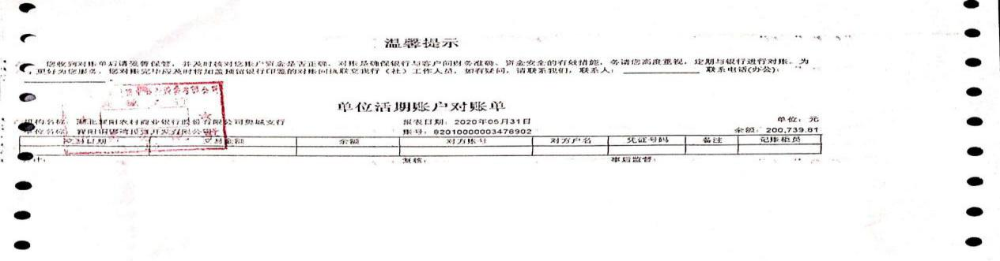 温馨提示
您收到对账单后请妥善保管，并及时核对您账户资金是否正确。对账是确保银行与客户间财务准确、资金安全的有效措施，务请您高度重视，定期与银行进行对账。为
更好为您服务，您对账完毕应及时将加盖预留银行印鉴的对账回执联交我行（社）工作人员，如有疑问，请联系我们，联系人： 联系电话(办公)：
单位活期账户对账单
机构名称：湖北襄阳农村商业银行股份有限公司樊城支行 报表日期：2020年05月31日 单位：元
单位名称：襄阳 开发有限公司 账号：82010000003478902 余额：200,739.81
交易日期 交易金额 余额 对方账号 对方户名 凭证号码 备注 记账柜员
复核： 事后监督：